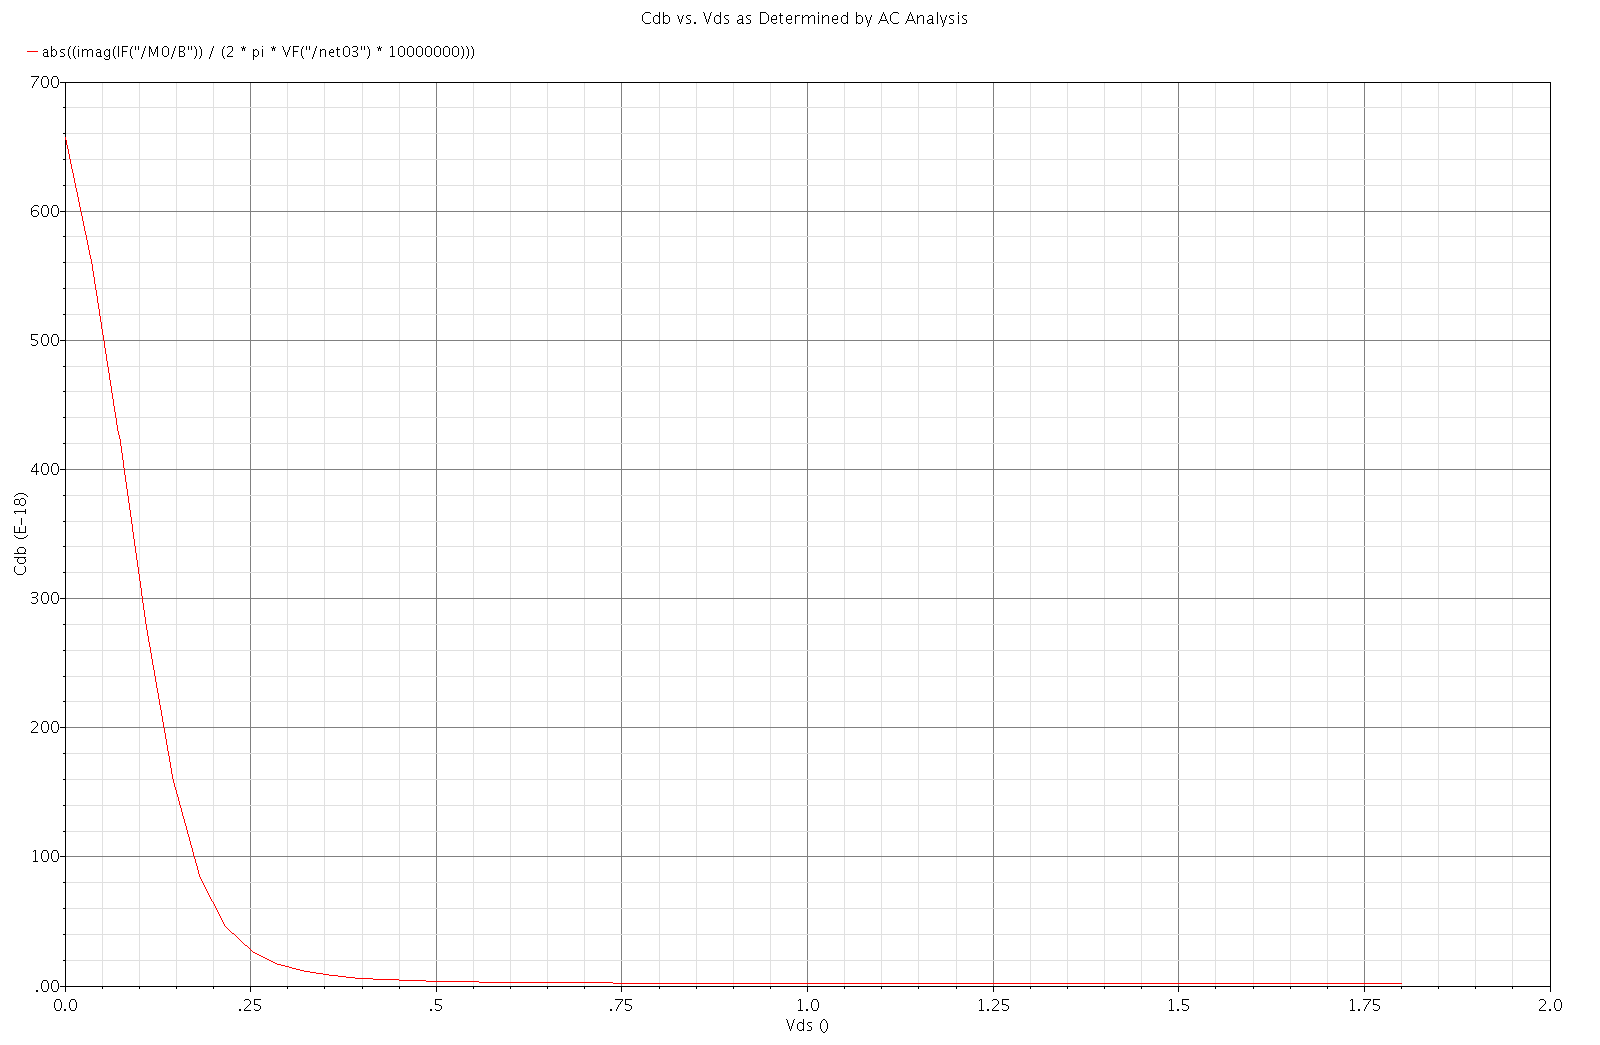 Cdb vs. Vds as Determined by AC Analysis
abs((imag(IF("/M0/B")) / (2 * pi * VF("/net03") * 10000000)))
700
600
500
400
300
200
100
.00
Cdb (E-18)
0.0 .25 .5 .75 1.0 1.25 1.5 1.75 2.0
Vds ()